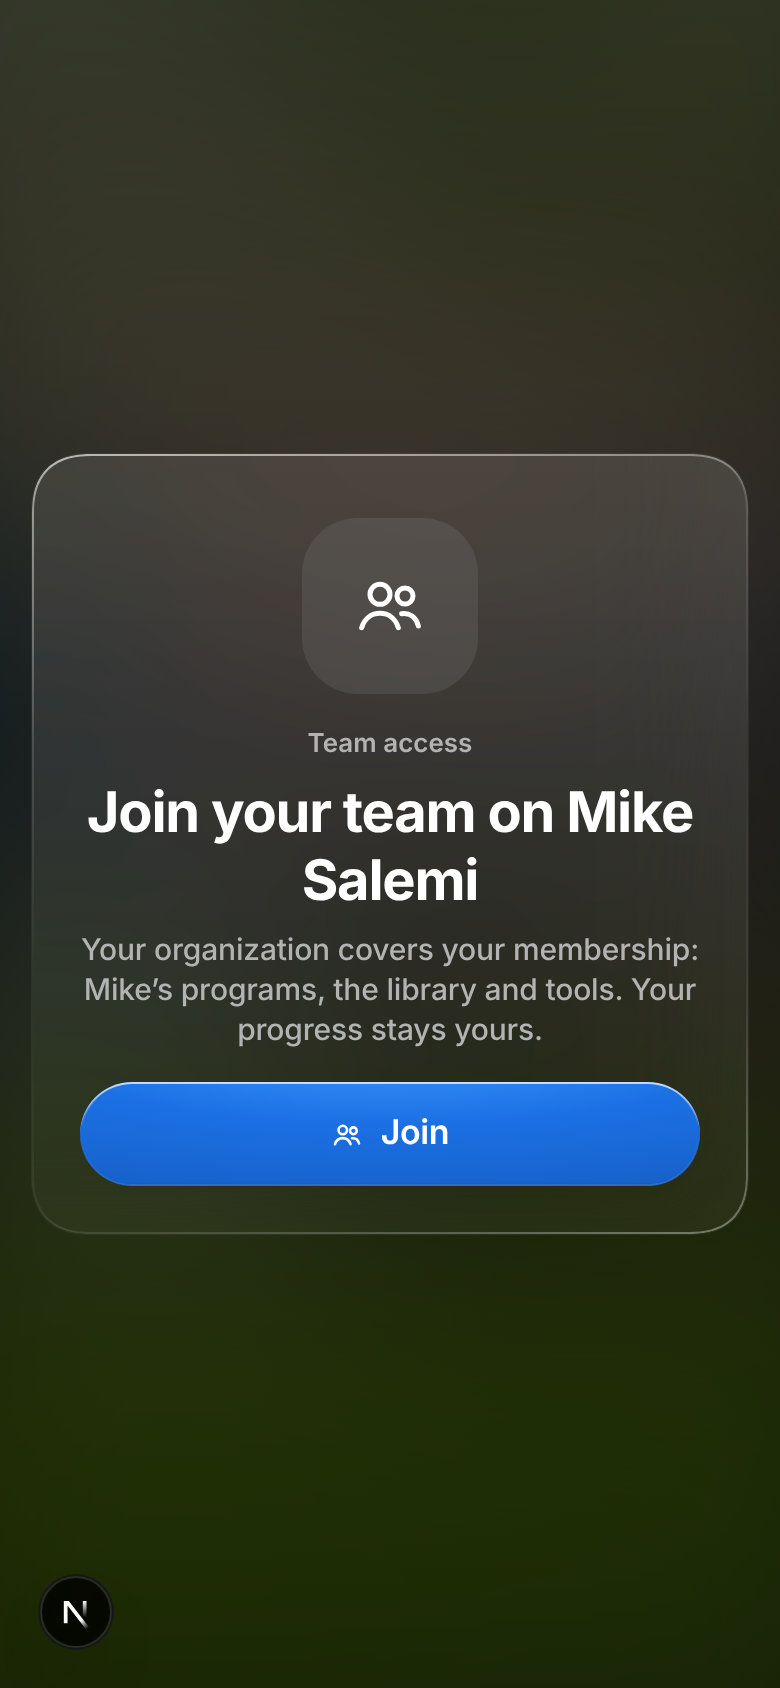 Team access
Join your team on Mike
Salemi
Your organization covers your membership:
Mike’s programs, the library and tools. Your
progress stays yours.
Join
N